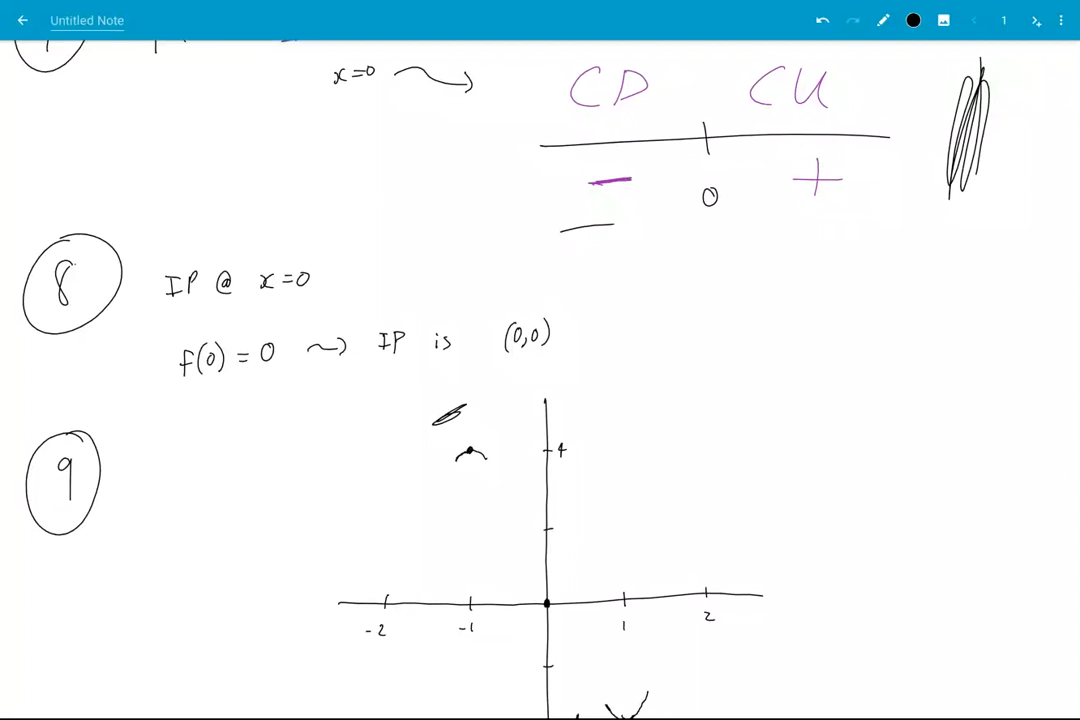 Untitled Note
1
x=0
CD CU
- +
0
8
IP @ x=0
f(0) = 0 ⤳ IP is (0,0)
9
4
-2 -1 1 2